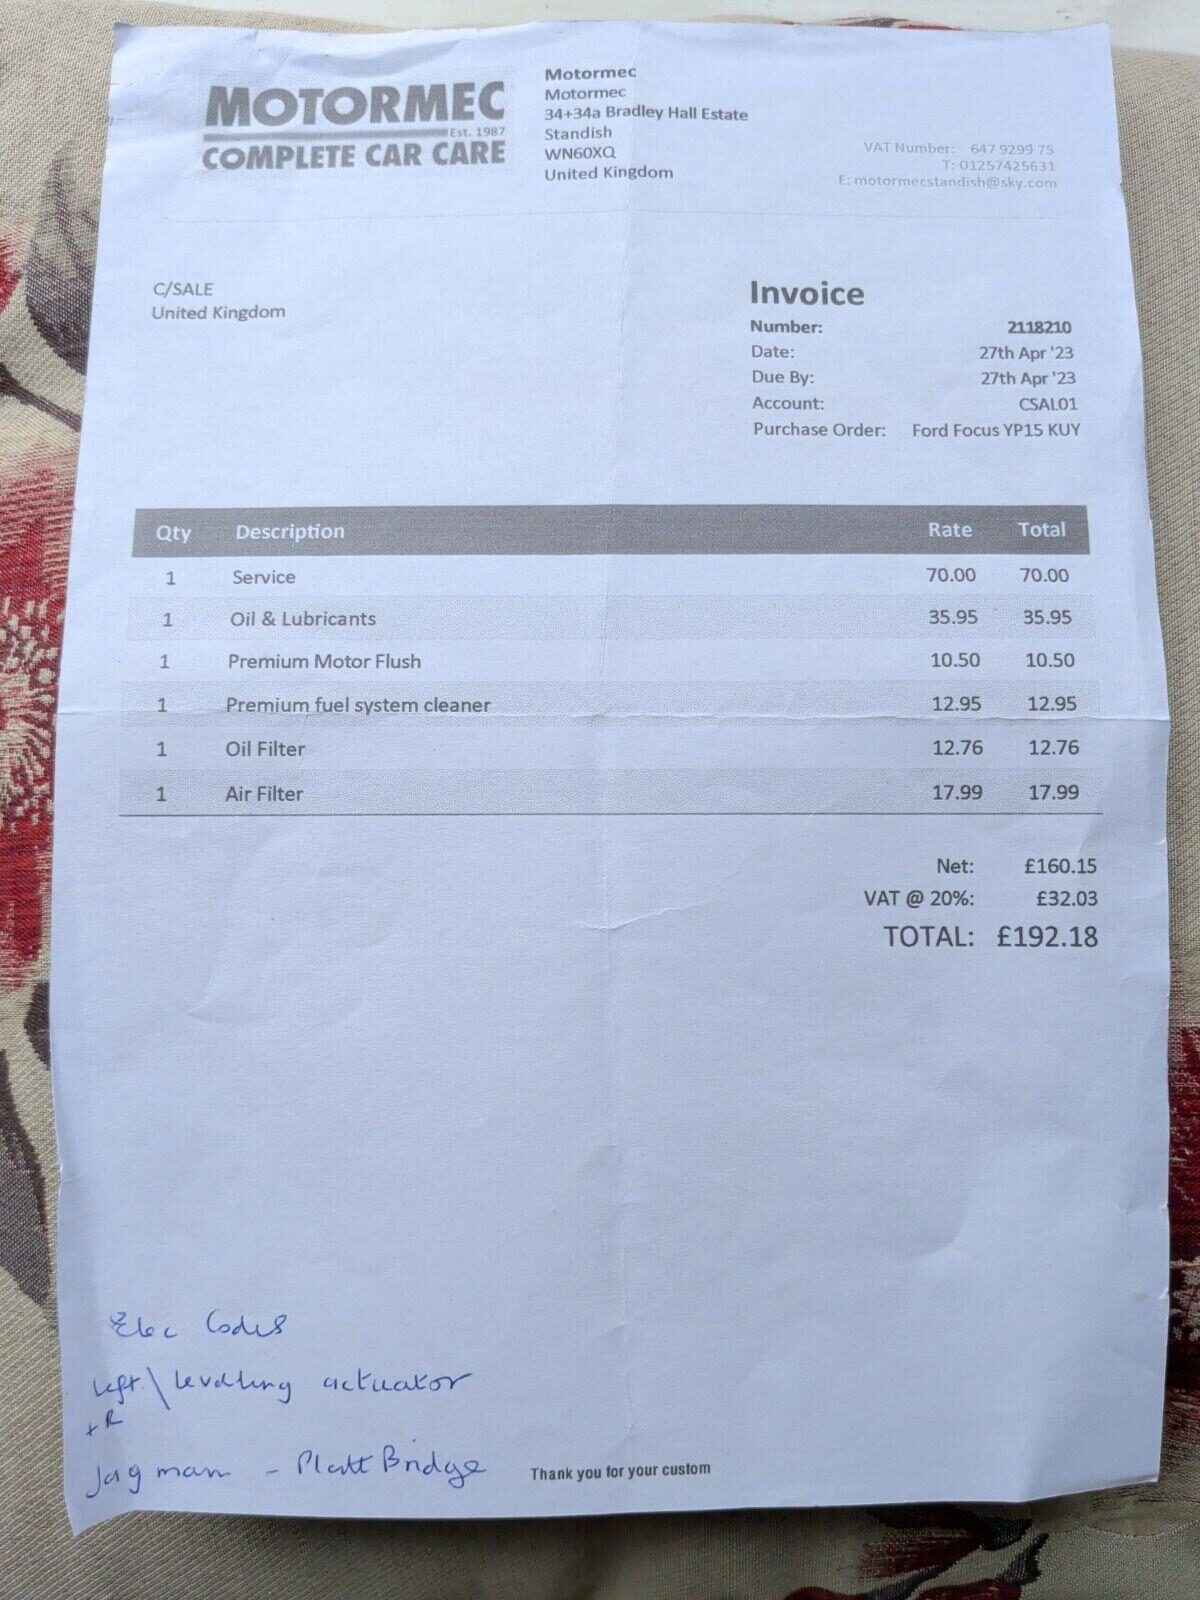 MOTORMEC
Est. 1987
COMPLETE CAR CARE
Motormec
Motormec
34+34a Bradley Hall Estate
Standish
WN60XQ
United Kingdom
VAT Number: 647 9299 75
T: 01257425631
E: motormecstandish@sky.com
C/SALE
United Kingdom
Invoice
Number: 2118210
Date: 27th Apr '23
Due By: 27th Apr '23
Account: CSAL01
Purchase Order: Ford Focus YP15 KUY
Qty Description Rate Total
1 Service 70.00 70.00
1 Oil & Lubricants 35.95 35.95
1 Premium Motor Flush 10.50 10.50
1 Premium fuel system cleaner 12.95 12.95
1 Oil Filter 12.76 12.76
1 Air Filter 17.99 17.99
Net: £160.15
VAT @ 20%: £32.03
TOTAL: £192.18
Elec Codes
Left \ levelling actuator
+ R
Jag man - Platt Bridge
Thank you for your custom